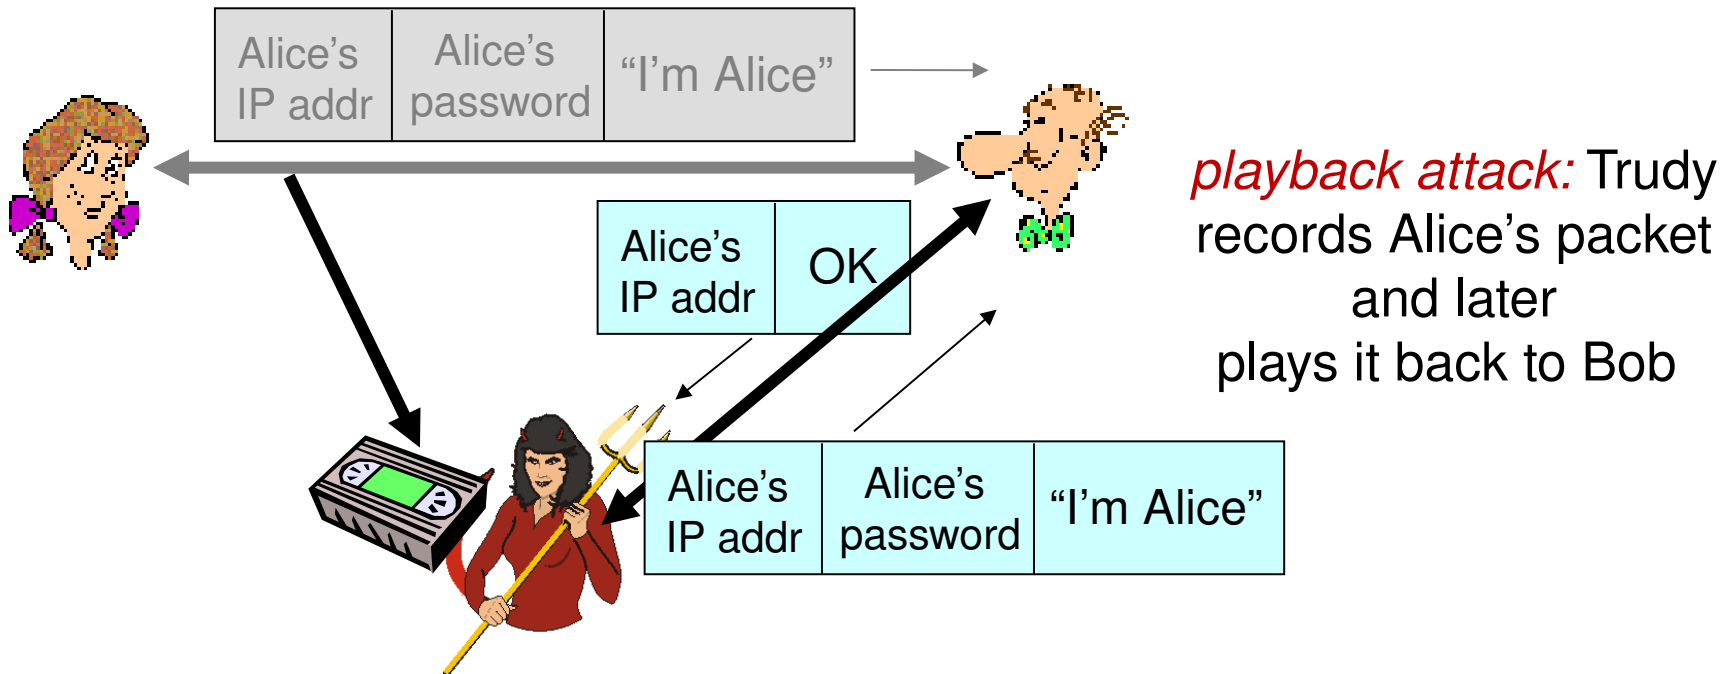 Alice’s
IP addr
Alice’s
password
“I’m Alice”
Alice’s
IP addr
OK
playback attack: Trudy
records Alice’s packet
and later
plays it back to Bob
Alice’s
IP addr
Alice’s
password
“I’m Alice”